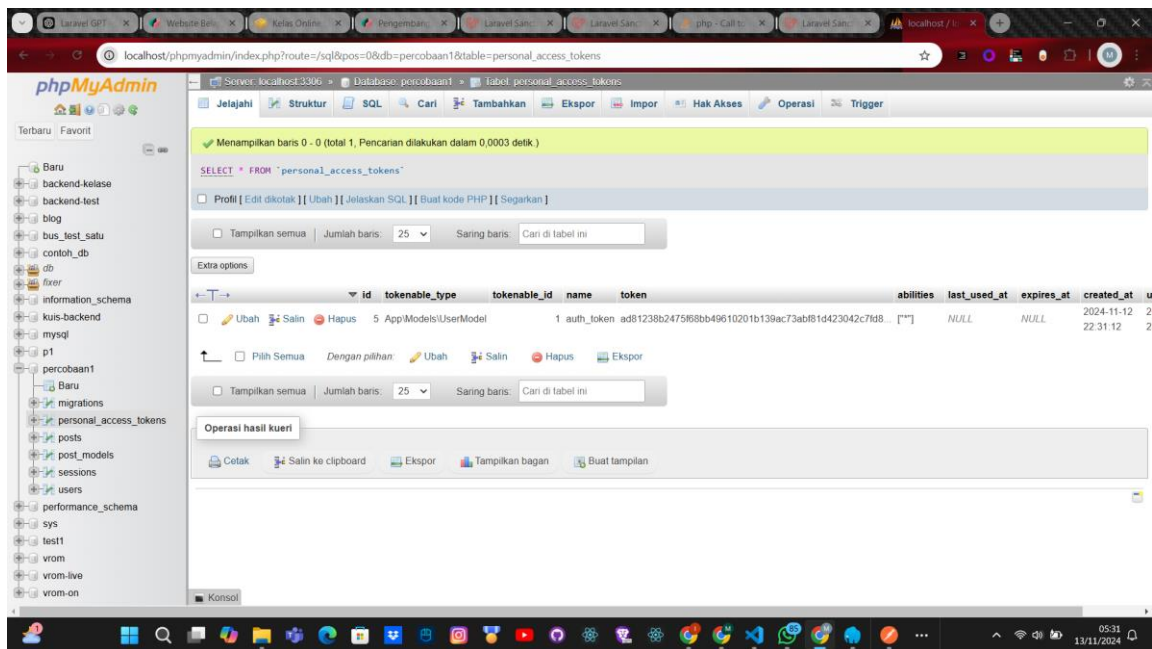 Laravel GPT
Website Bela
Kelas Online
Pengembang
Laravel Sanc
Laravel Sanc
php - Call t
Laravel Sanc
localhost / l
localhost/phpmyadmin/index.php?route=/sql&pos=0&db=percobaan1&table=personal_access_tokens
M
phpMyAdmin
Terbaru Favorit
Baru
backend-kelase
backend-test
blog
bus_test_satu
contoh_db
db
fixer
information_schema
kuis-backend
mysql
p1
percobaan1
Baru
migrations
personal_access_tokens
posts
post_models
sessions
users
performance_schema
sys
test1
vrom
vrom-live
vrom-on
Server: localhost:3306 » Database: percobaan1 » Tabel: personal_access_tokens
Jelajahi Struktur SQL Cari Tambahkan Ekspor Impor Hak Akses Operasi Trigger
Menampilkan baris 0 - 0 (total 1, Pencarian dilakukan dalam 0,0003 detik.)
SELECT * FROM `personal_access_tokens`
Profil [ Edit dikotak ] [ Ubah ] [ Jelaskan SQL ] [ Buat kode PHP ] [ Segarkan ]
Tampilkan semua Jumlah baris: 25 Saring baris: Cari di tabel ini
Extra options
←T→ id tokenable_type tokenable_id name token abilities last_used_at expires_at created_at u
Ubah Salin Hapus 5 App\Models\UserModel 1 auth_token ad81238b2475f68bb49610201b139ac73abf81d423042c7fd8... ["*"] NULL NULL 2024-11-12 2
22:31:12 2
Pilih Semua Dengan pilihan: Ubah Salin Hapus Ekspor
Tampilkan semua Jumlah baris: 25 Saring baris: Cari di tabel ini
Operasi hasil kueri
Cetak Salin ke clipboard Ekspor Tampilkan bagan Buat tampilan
Konsol
05:31
13/11/2024